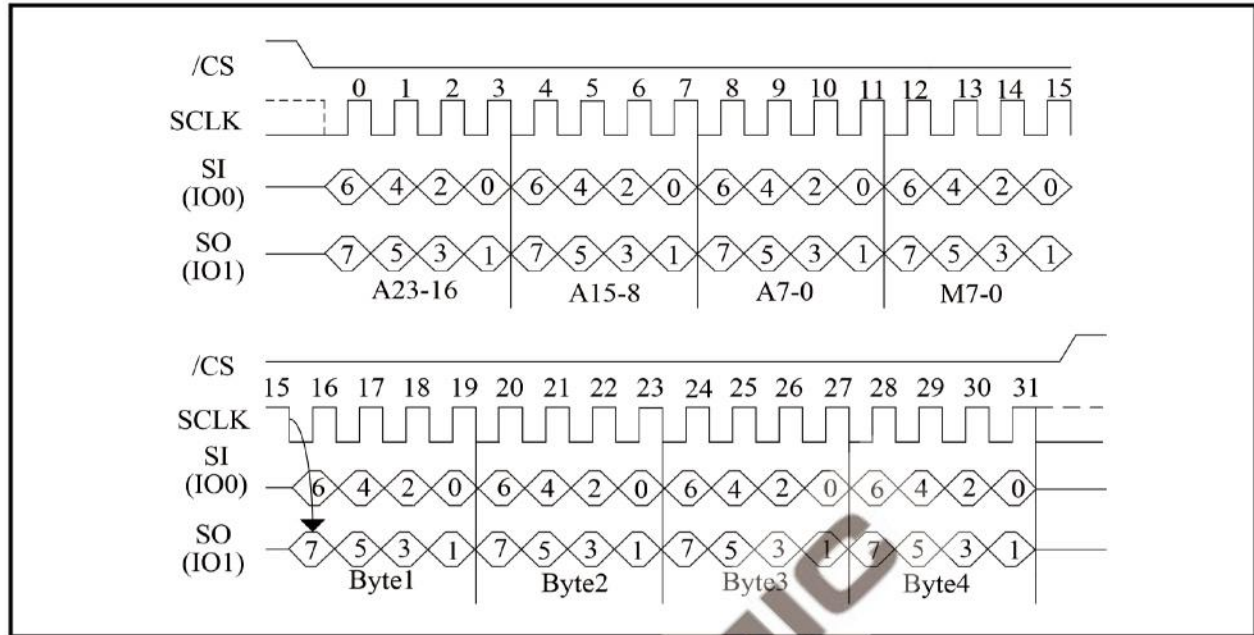 /CS
0 1 2 3 4 5 6 7 8 9 10 11 12 13 14 15
SCLK
SI
(IO0)
6 4 2 0 6 4 2 0 6 4 2 0 6 4 2 0
SO
(IO1)
7 5 3 1 7 5 3 1 7 5 3 1 7 5 3 1
A23-16 A15-8 A7-0 M7-0
/CS
15 16 17 18 19 20 21 22 23 24 25 26 27 28 29 30 31
SCLK
SI
(IO0)
6 4 2 0 6 4 2 0 6 4 2 0 6 4 2 0
SO
(IO1)
7 5 3 1 7 5 3 1 7 5 3 1 7 5 3 1
Byte1 Byte2 Byte3 Byte4